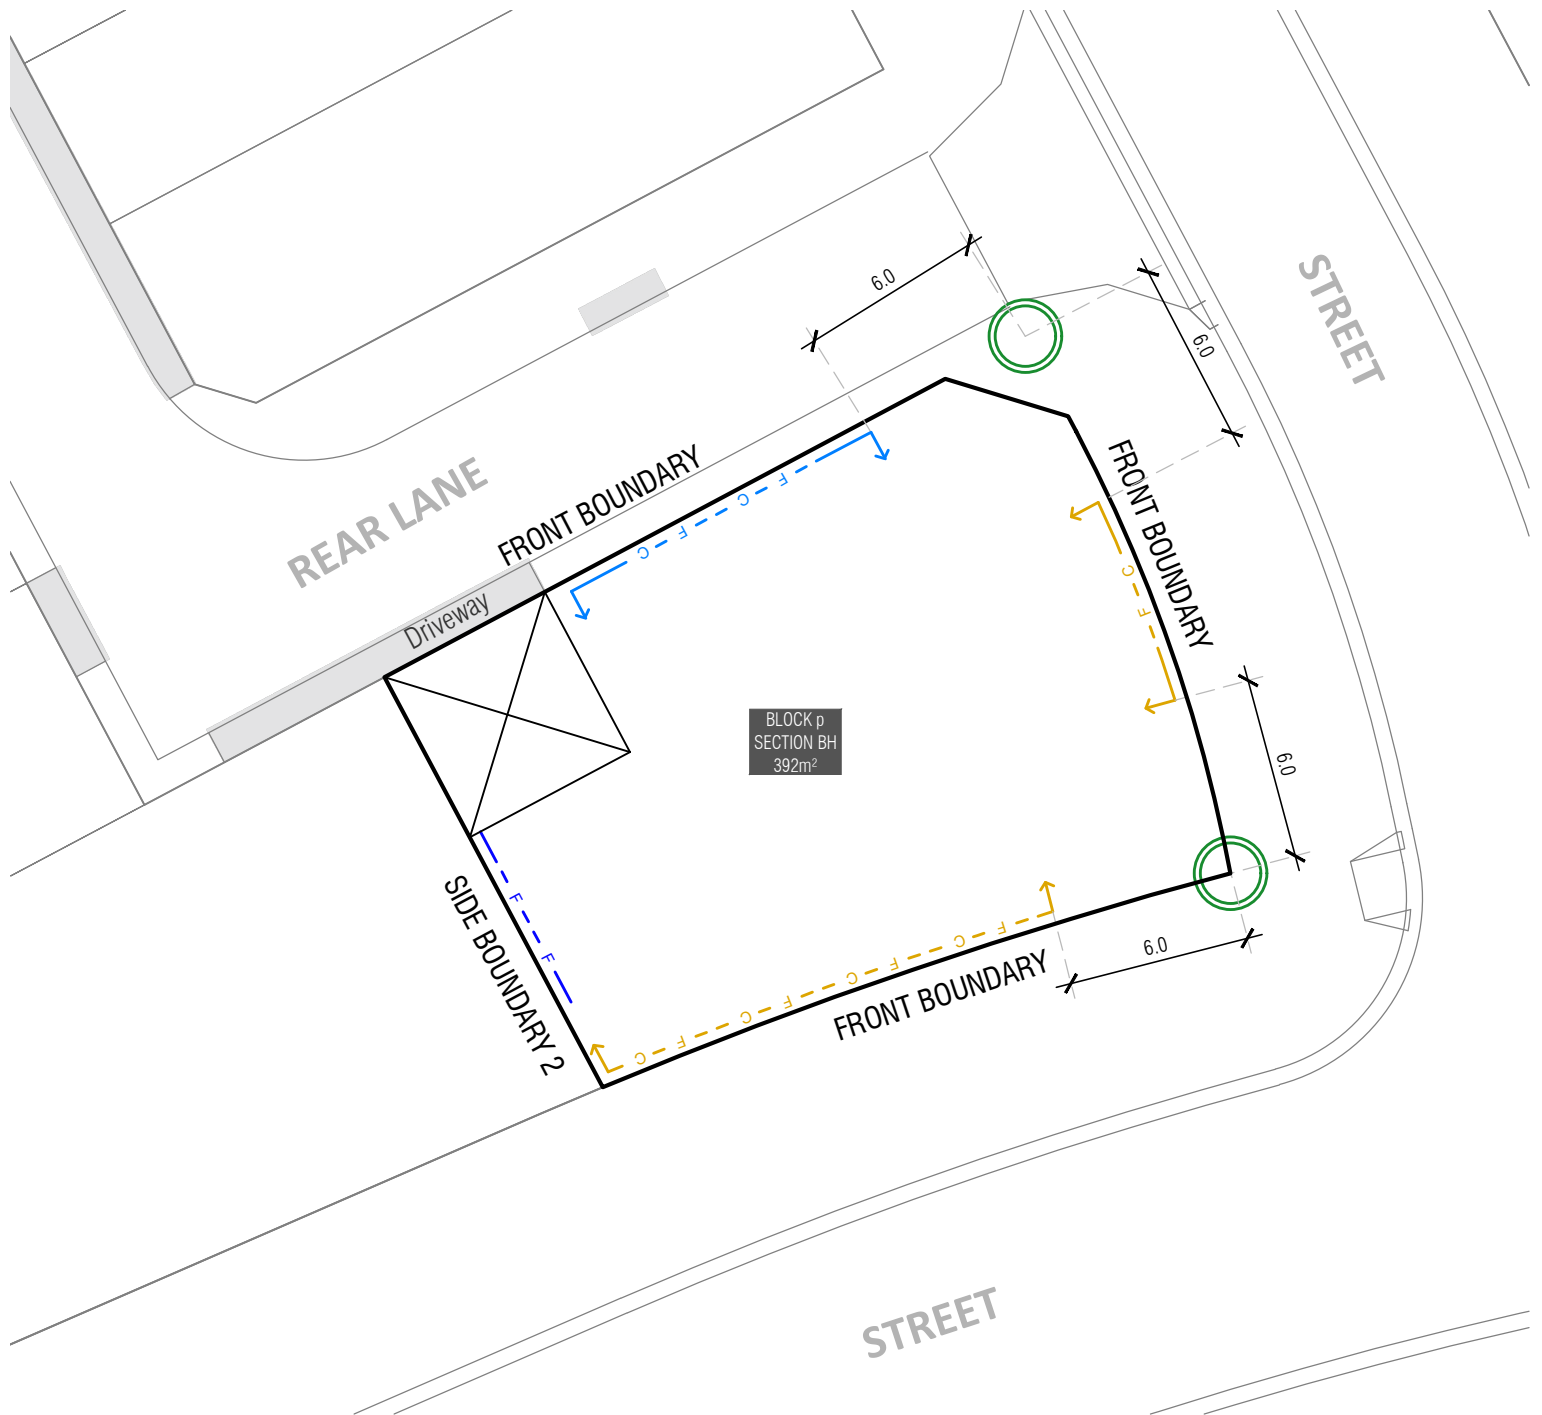 STREET
6.0
6.0
REAR LANE
FRONT BOUNDARY
FRONT BOUNDARY
C F C F
Driveway
C F
BLOCK p
SECTION BH
392m²
6.0
SIDE BOUNDARY 2
F F
C F C F C F C F
6.0
FRONT BOUNDARY
STREET